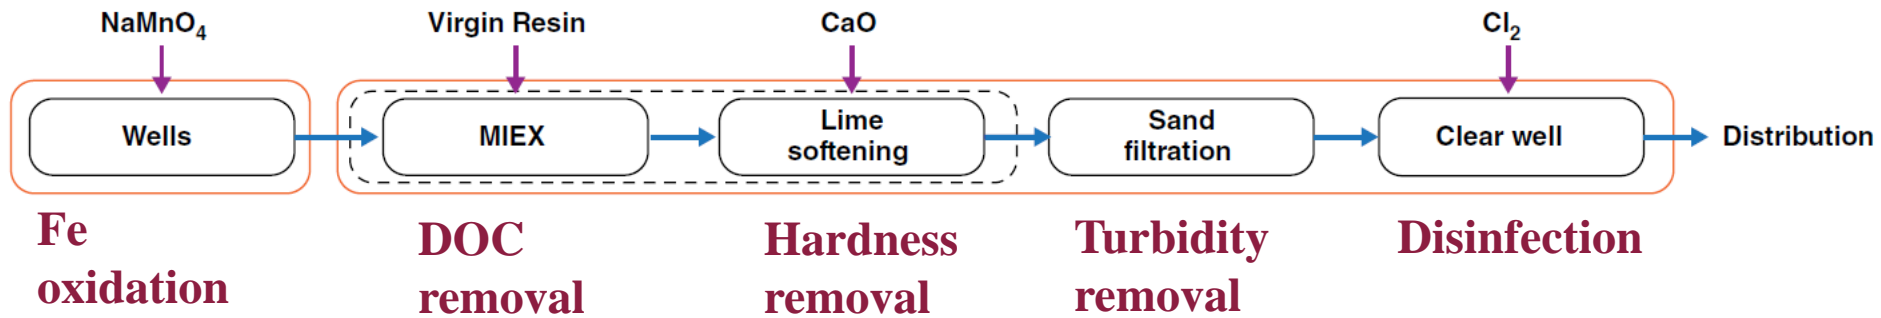 NaMnO₄
Virgin Resin
CaO
Cl₂
Wells
MIEX
Lime
softening
Sand
filtration
Clear well
Distribution
Fe
oxidation
DOC
removal
Hardness
removal
Turbidity
removal
Disinfection